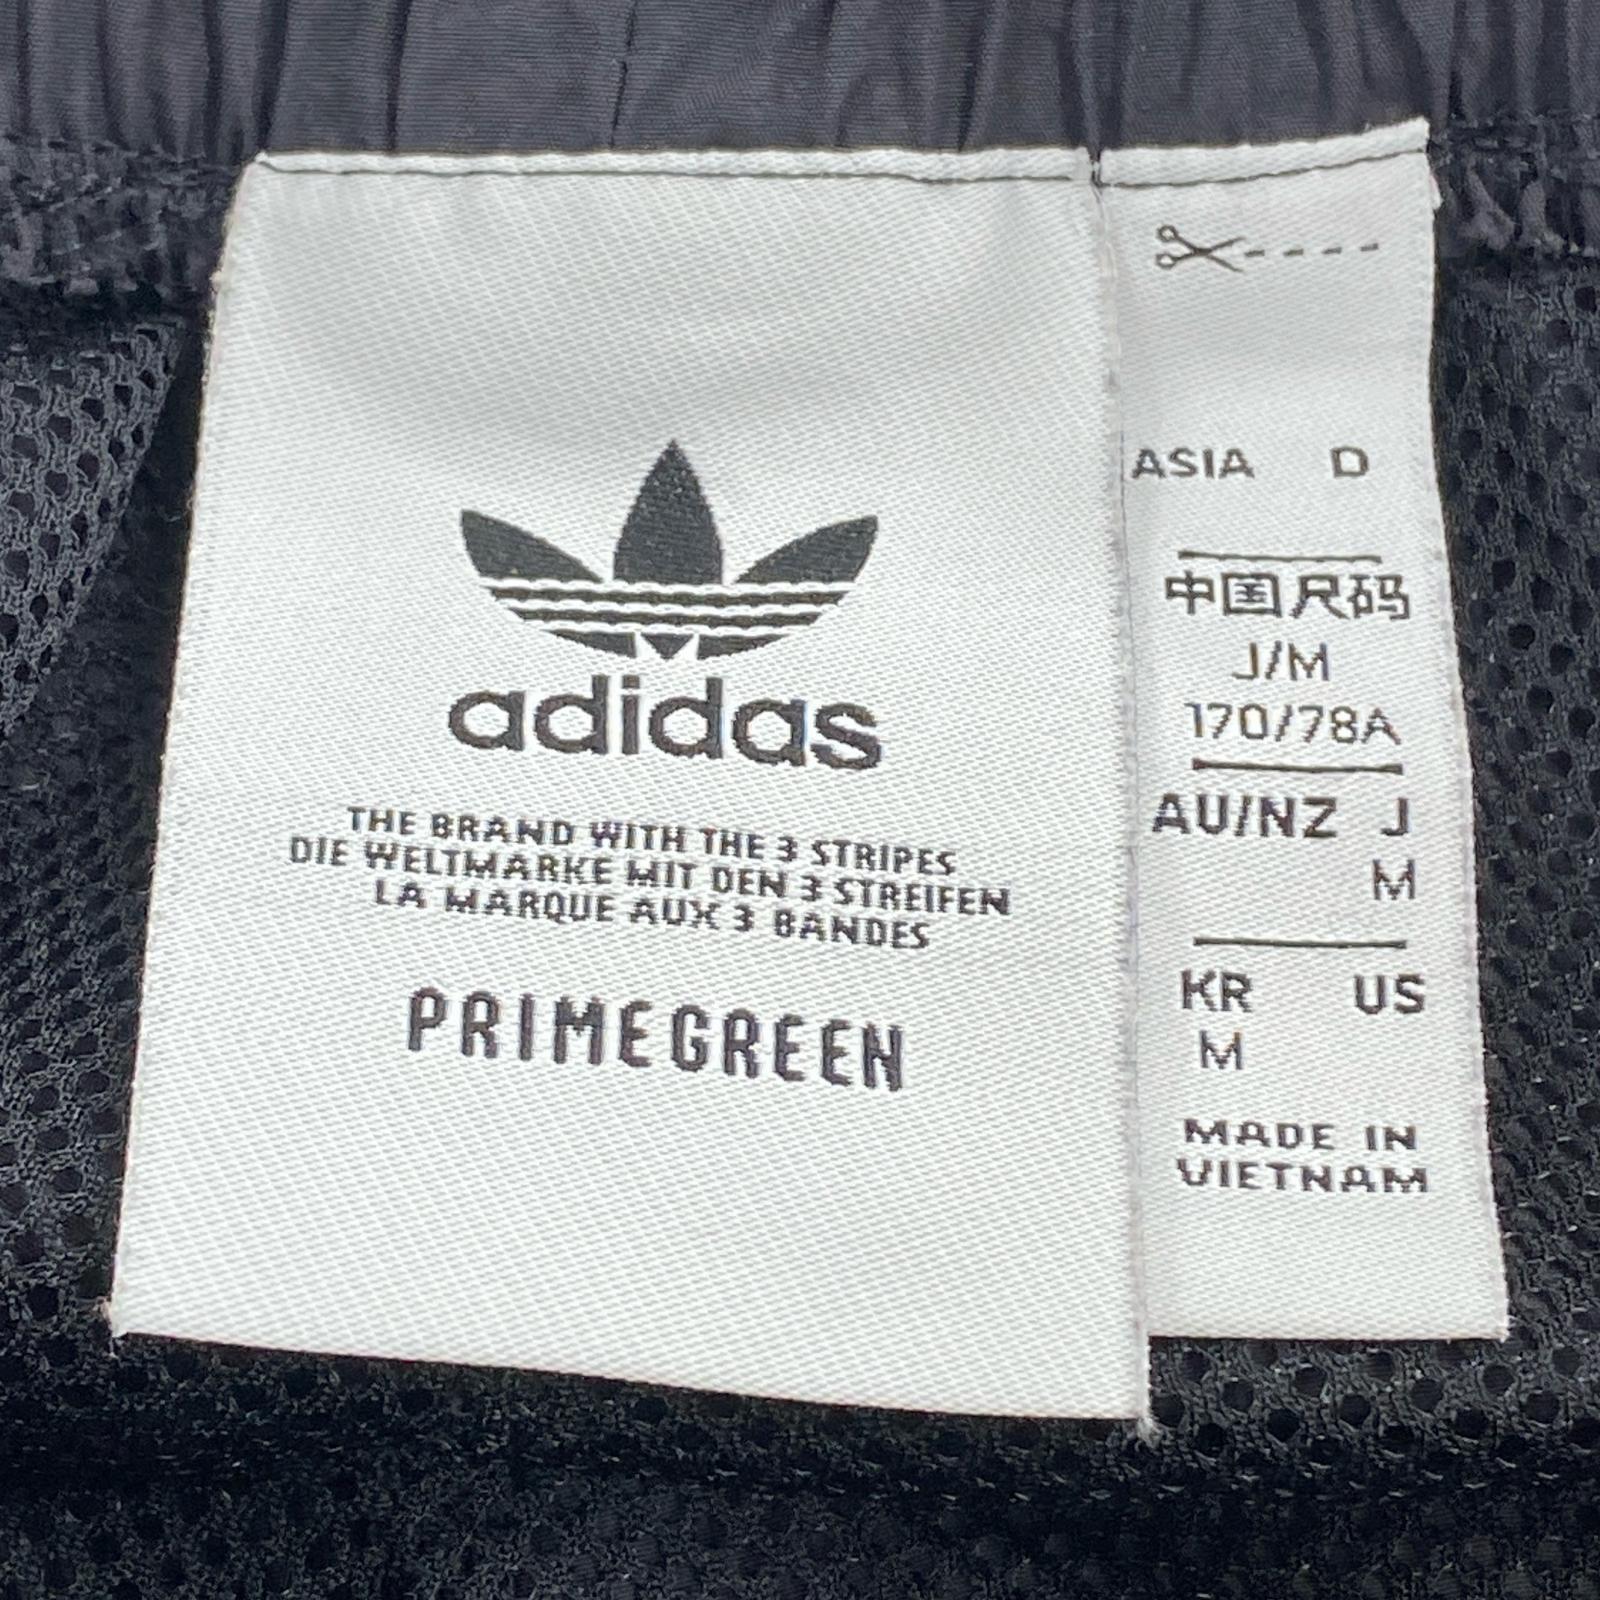 adidas
THE BRAND WITH THE 3 STRIPES
DIE WELTMARKE MIT DEN 3 STREIFEN
LA MARQUE AUX 3 BANDES
PRIMEGREEN
ASIA D
中国尺码
J/M
170/78A
AU/NZ J
M
KR US
M
MADE IN
VIETNAM